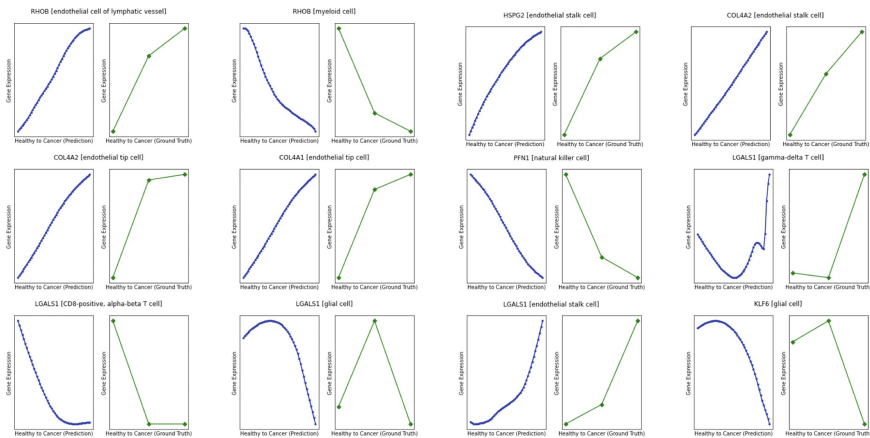 RHOB [endothelial cell of lymphatic vessel]
Gene Expression
Healthy to Cancer (Prediction)
Gene Expression
Healthy to Cancer (Ground Truth)
RHOB [myeloid cell]
Gene Expression
Healthy to Cancer (Prediction)
Gene Expression
Healthy to Cancer (Ground Truth)
HSPG2 [endothelial stalk cell]
Gene Expression
Healthy to Cancer (Prediction)
Gene Expression
Healthy to Cancer (Ground Truth)
COL4A2 [endothelial stalk cell]
Gene Expression
Healthy to Cancer (Prediction)
Gene Expression
Healthy to Cancer (Ground Truth)
COL4A2 [endothelial tip cell]
Gene Expression
Healthy to Cancer (Prediction)
Gene Expression
Healthy to Cancer (Ground Truth)
COL4A1 [endothelial tip cell]
Gene Expression
Healthy to Cancer (Prediction)
Gene Expression
Healthy to Cancer (Ground Truth)
PFN1 [natural killer cell]
Gene Expression
Healthy to Cancer (Prediction)
Gene Expression
Healthy to Cancer (Ground Truth)
LGALS1 [gamma-delta T cell]
Gene Expression
Healthy to Cancer (Prediction)
Gene Expression
Healthy to Cancer (Ground Truth)
LGALS1 [CD8-positive, alpha-beta T cell]
Gene Expression
Healthy to Cancer (Prediction)
Gene Expression
Healthy to Cancer (Ground Truth)
LGALS1 [glial cell]
Gene Expression
Healthy to Cancer (Prediction)
Gene Expression
Healthy to Cancer (Ground Truth)
LGALS1 [endothelial stalk cell]
Gene Expression
Healthy to Cancer (Prediction)
Gene Expression
Healthy to Cancer (Ground Truth)
KLF6 [glial cell]
Gene Expression
Healthy to Cancer (Prediction)
Gene Expression
Healthy to Cancer (Ground Truth)